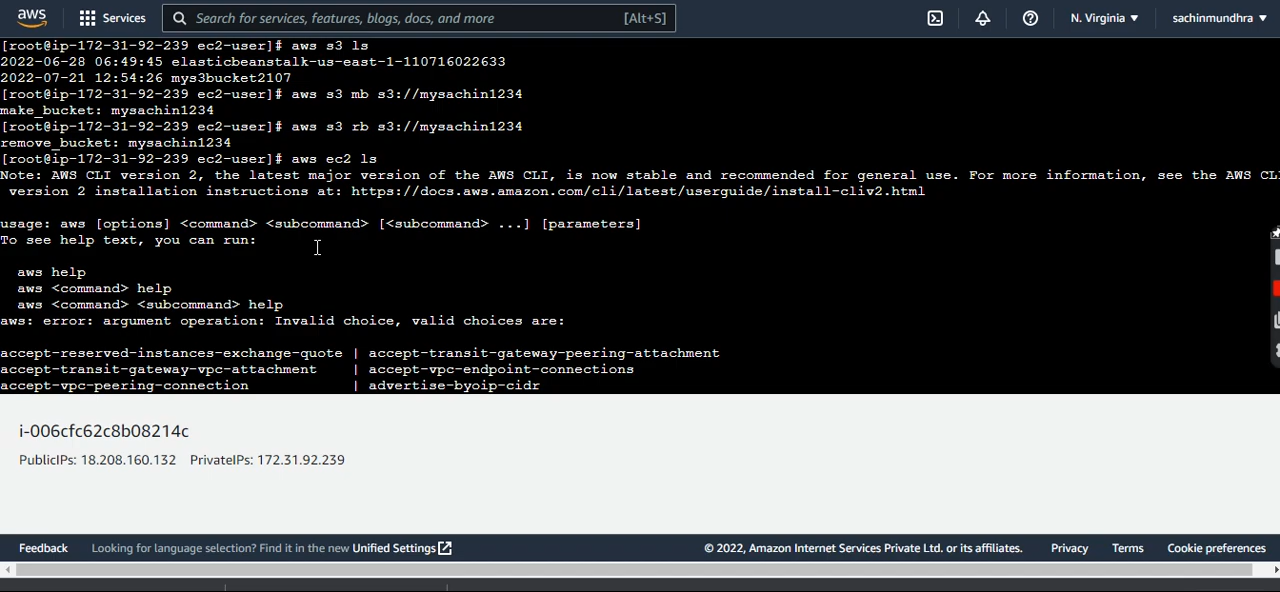 aws
Services
Search for services, features, blogs, docs, and more
[Alt+S]
N. Virginia
sachinmundhra
[root@ip-172-31-92-239 ec2-user]# aws s3 ls
2022-06-28 06:49:45 elasticbeanstalk-us-east-1-110716022633
2022-07-21 12:54:26 mys3bucket2107
[root@ip-172-31-92-239 ec2-user]# aws s3 mb s3://mysachin1234
make_bucket: mysachin1234
[root@ip-172-31-92-239 ec2-user]# aws s3 rb s3://mysachin1234
remove_bucket: mysachin1234
[root@ip-172-31-92-239 ec2-user]# aws ec2 ls
Note: AWS CLI version 2, the latest major version of the AWS CLI, is now stable and recommended for general use. For more information, see the AWS CLI
version 2 installation instructions at: https://docs.aws.amazon.com/cli/latest/userguide/install-cliv2.html
usage: aws [options] <command> <subcommand> [<subcommand> ...] [parameters]
To see help text, you can run:
aws help
aws <command> help
aws <command> <subcommand> help
aws: error: argument operation: Invalid choice, valid choices are:
accept-reserved-instances-exchange-quote | accept-transit-gateway-peering-attachment
accept-transit-gateway-vpc-attachment | accept-vpc-endpoint-connections
accept-vpc-peering-connection | advertise-byoip-cidr
i-006cfc62c8b08214c
PublicIPs: 18.208.160.132 PrivateIPs: 172.31.92.239
Feedback
Looking for language selection? Find it in the new Unified Settings
© 2022, Amazon Internet Services Private Ltd. or its affiliates.
Privacy
Terms
Cookie preferences